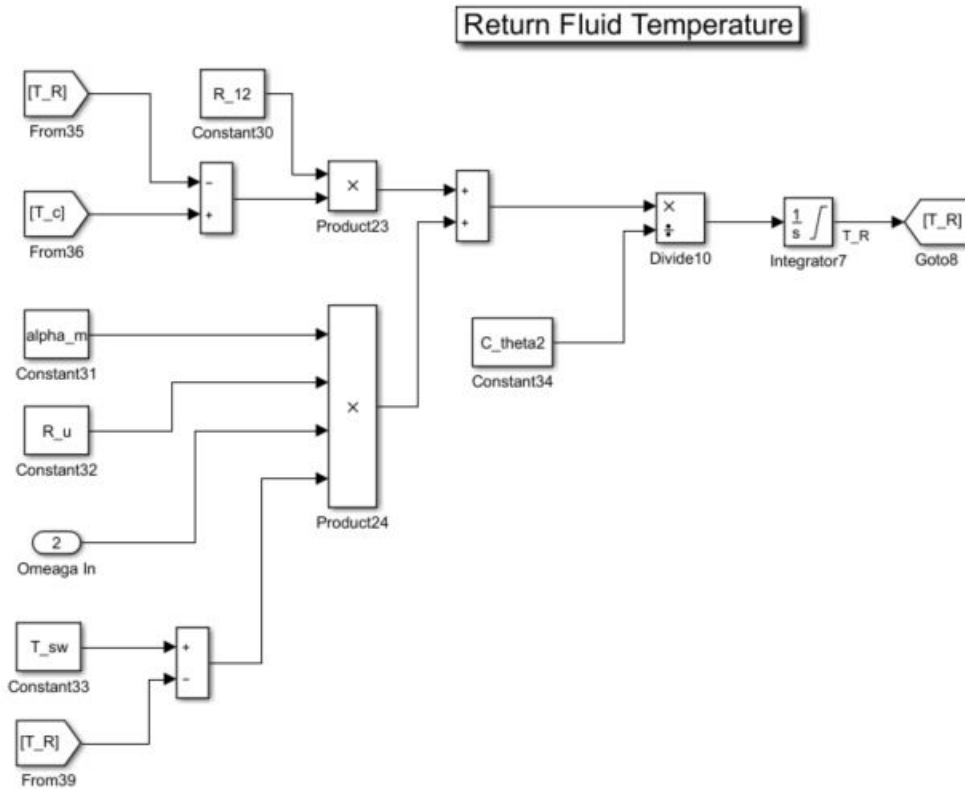 Return Fluid Temperature
[T_R]
From35
R_12
Constant30
−
+
[T_c]
From36
×
Product23
+
+
×
÷
Divide10
1
s
Integrator7
T_R
[T_R]
Goto8
alpha_m
Constant31
R_u
Constant32
×
Product24
C_theta2
Constant34
2
Omeaga In
T_sw
Constant33
+
−
[T_R]
From39